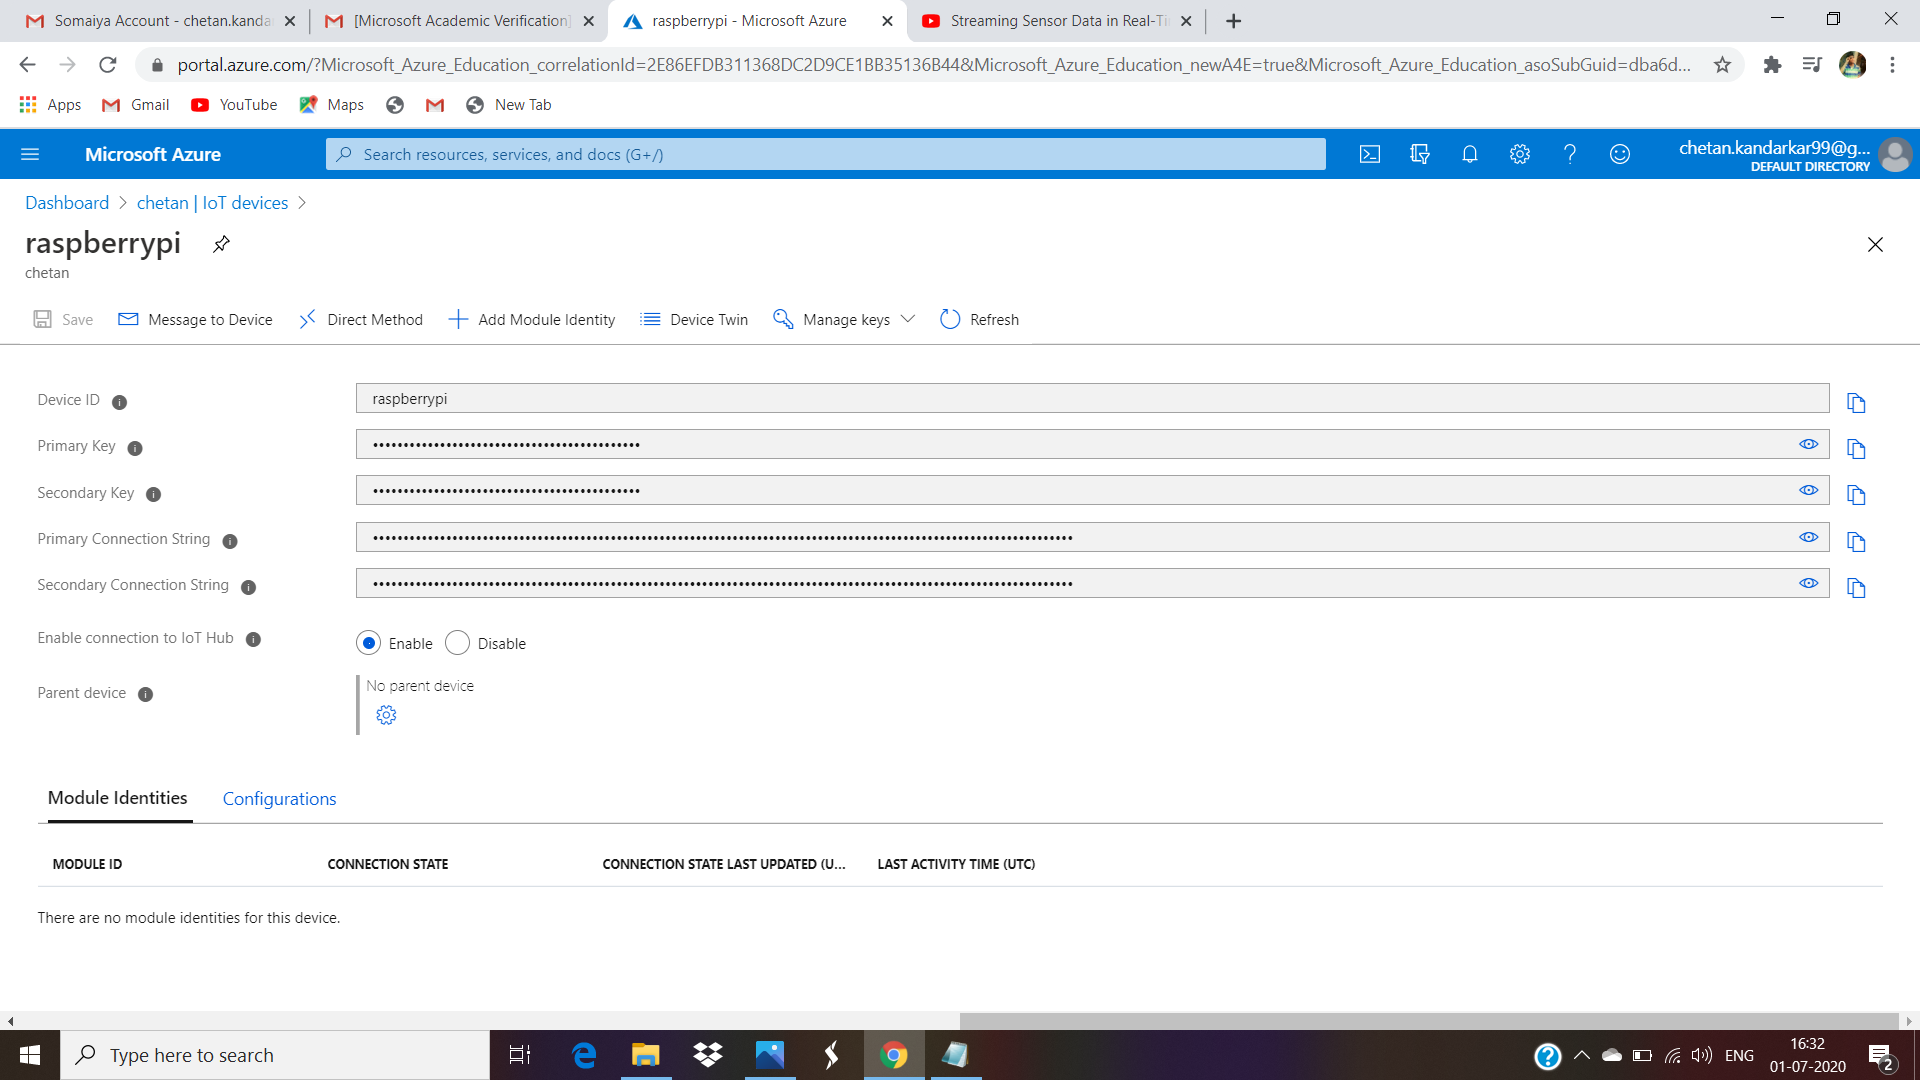 Somaiya Account - chetan.kanda
[Microsoft Academic Verification]
raspberrypi - Microsoft Azure
Streaming Sensor Data in Real-Ti
portal.azure.com/?Microsoft_Azure_Education_correlationId=2E86EFDB311368DC2D9CE1BB35136B44&Microsoft_Azure_Education_newA4E=true&Microsoft_Azure_Education_asoSubGuid=dba6d...
Apps
Gmail
YouTube
Maps
New Tab
Microsoft Azure
Search resources, services, and docs (G+/)
chetan.kandarkar99@g...
DEFAULT DIRECTORY
Dashboard > chetan | IoT devices >
raspberrypi
chetan
Save
Message to Device
Direct Method
Add Module Identity
Device Twin
Manage keys
Refresh
Device ID
raspberrypi
Primary Key
Secondary Key
Primary Connection String
Secondary Connection String
Enable connection to IoT Hub
Enable
Disable
Parent device
No parent device
Module Identities
Configurations
MODULE ID
CONNECTION STATE
CONNECTION STATE LAST UPDATED (U...
LAST ACTIVITY TIME (UTC)
There are no module identities for this device.
Type here to search
ENG
16:32
01-07-2020
2